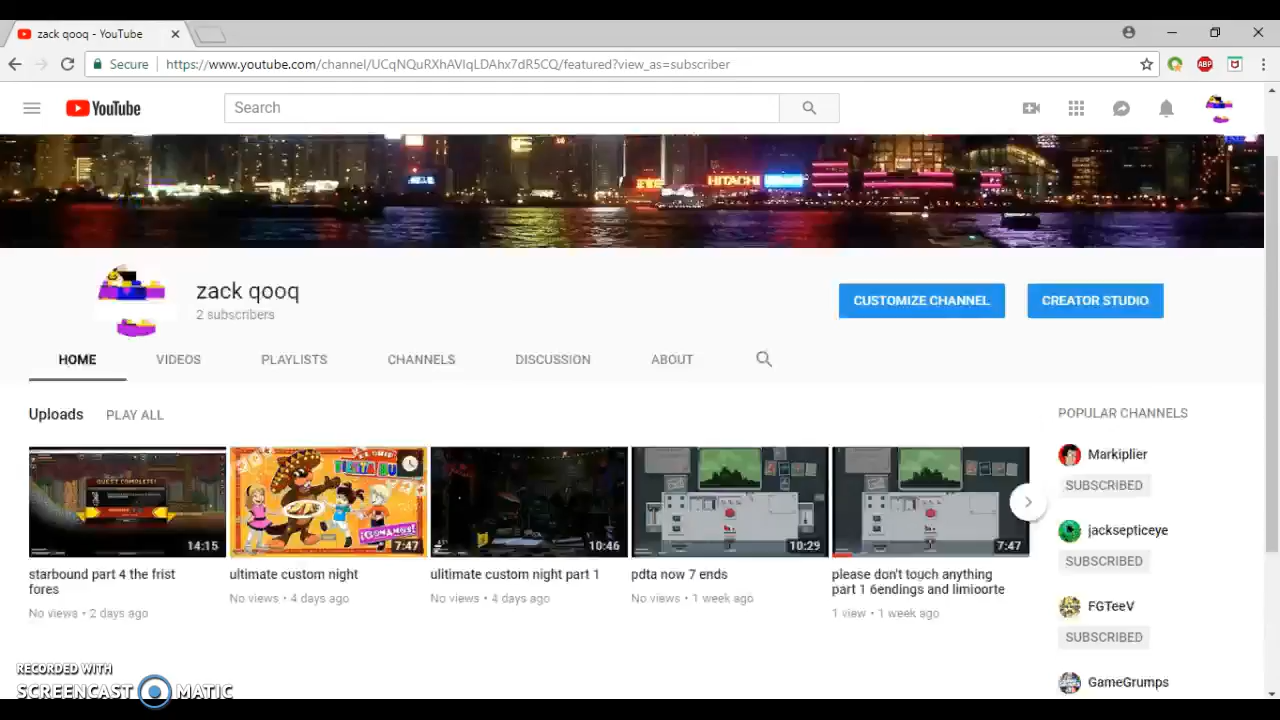 zack qooq - YouTube
Secure
https://www.youtube.com/channel/UCqNQuRXhAVIqLDAhx7dR5CQ/featured?view_as=subscriber
ABP
YouTube
Search
HITACHI
zack qooq
2 subscribers
CUSTOMIZE CHANNEL
CREATOR STUDIO
HOME
VIDEOS
PLAYLISTS
CHANNELS
DISCUSSION
ABOUT
Uploads
PLAY ALL
POPULAR CHANNELS
QUEST COMPLETE!
14:15
7:47
10:46
10:29
7:47
starbound part 4 the frist
fores
No views • 2 days ago
ultimate custom night
No views • 4 days ago
ulitimate custom night part 1
No views • 4 days ago
pdta now 7 ends
No views • 1 week ago
please don't touch anything
part 1 6endings and limioorte
1 view • 1 week ago
Markiplier
SUBSCRIBED
jacksepticeye
SUBSCRIBED
FGTeeV
SUBSCRIBED
GameGrumps
RECORDED WITH
SCREENCAST MATIC